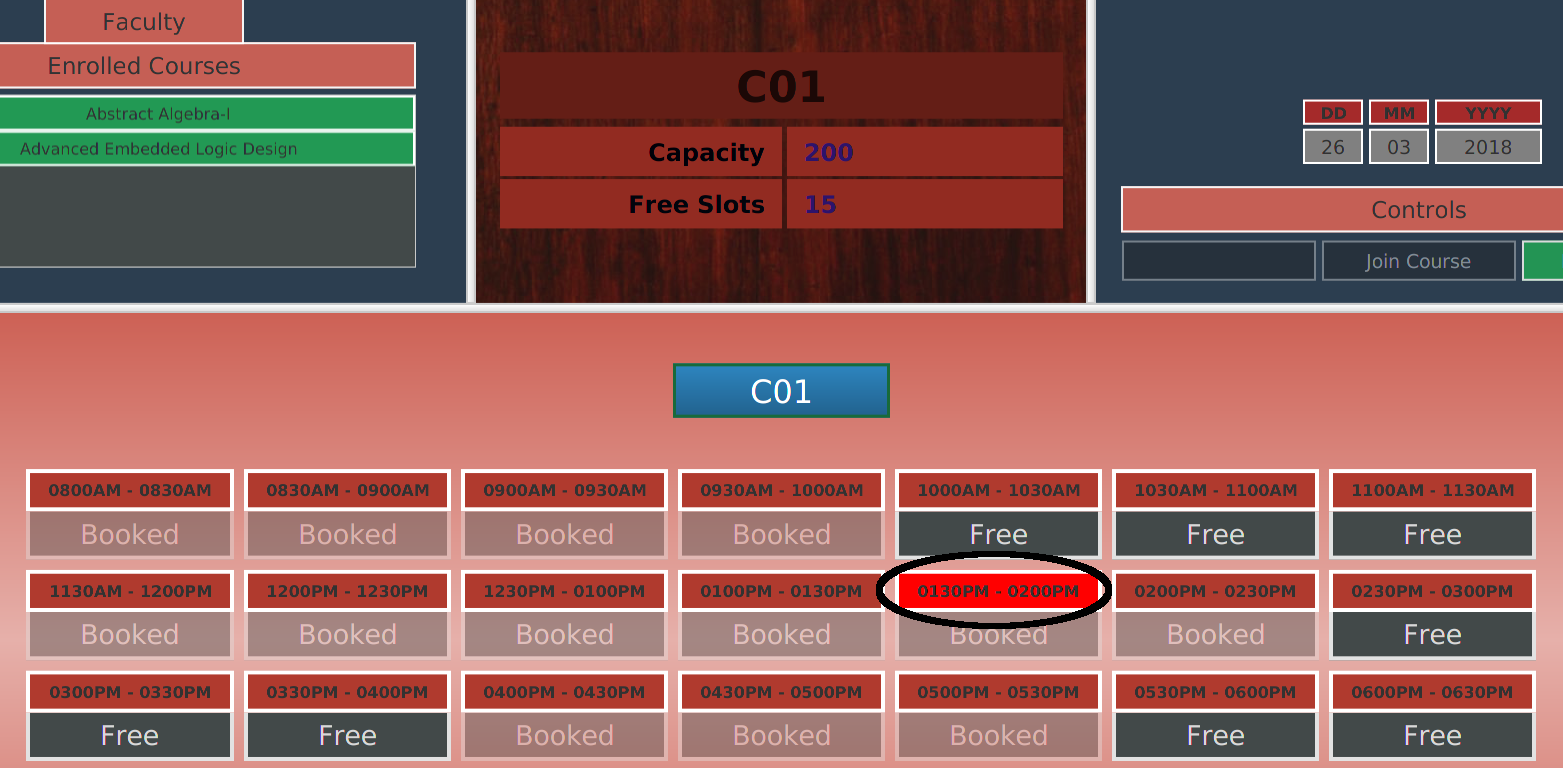 Faculty
Enrolled Courses
Abstract Algebra-I
Advanced Embedded Logic Design
C01
Capacity 200
Free Slots 15
DD MM YYYY
26 03 2018
Controls
Join Course
C01
0800AM - 0830AM 0830AM - 0900AM 0900AM - 0930AM 0930AM - 1000AM 1000AM - 1030AM 1030AM - 1100AM 1100AM - 1130AM
Booked Booked Booked Booked Free Free Free
1130AM - 1200PM 1200PM - 1230PM 1230PM - 0100PM 0100PM - 0130PM 0130PM - 0200PM 0200PM - 0230PM 0230PM - 0300PM
Booked Booked Booked Booked Booked Booked Free
0300PM - 0330PM 0330PM - 0400PM 0400PM - 0430PM 0430PM - 0500PM 0500PM - 0530PM 0530PM - 0600PM 0600PM - 0630PM
Free Free Booked Booked Booked Free Free